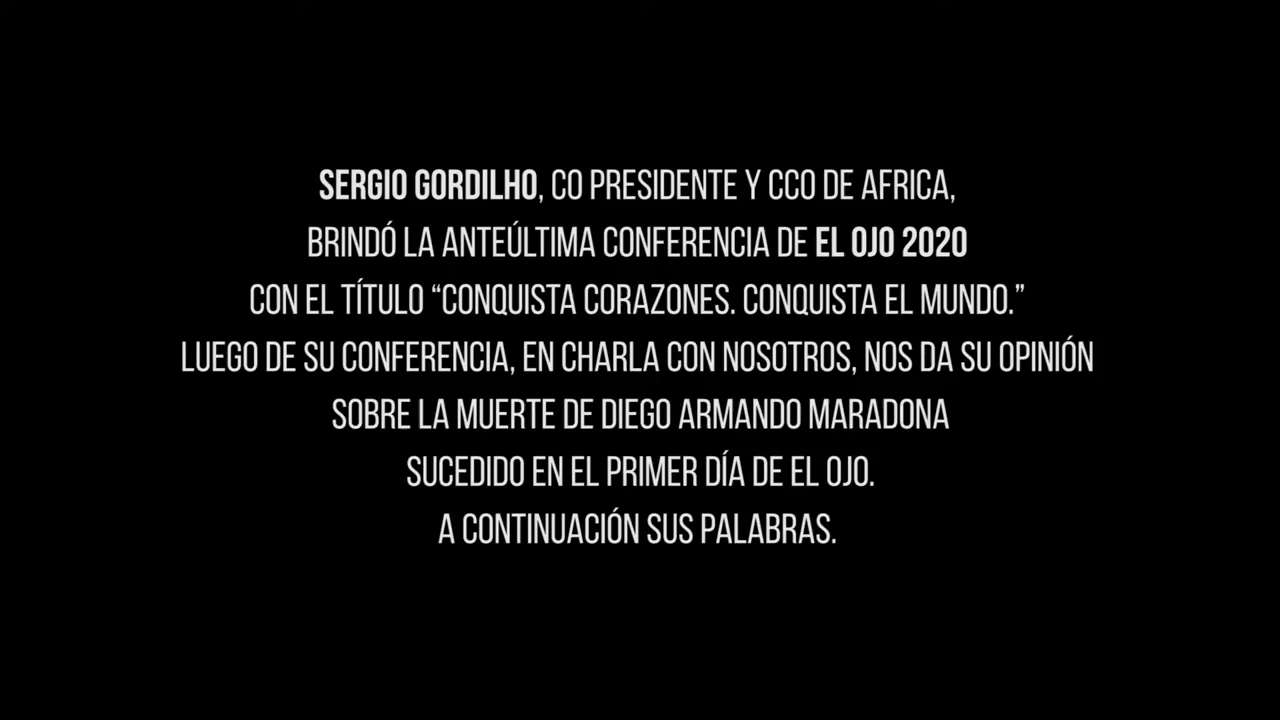 SERGIO GORDILHO, CO PRESIDENTE Y CCO DE AFRICA,
BRINDÓ LA ANTEÚLTIMA CONFERENCIA DE EL OJO 2020
CON EL TÍTULO “CONQUISTA CORAZONES. CONQUISTA EL MUNDO.”
LUEGO DE SU CONFERENCIA, EN CHARLA CON NOSOTROS, NOS DA SU OPINIÓN
SOBRE LA MUERTE DE DIEGO ARMANDO MARADONA
SUCEDIDO EN EL PRIMER DÍA DE EL OJO.
A CONTINUACIÓN SUS PALABRAS.